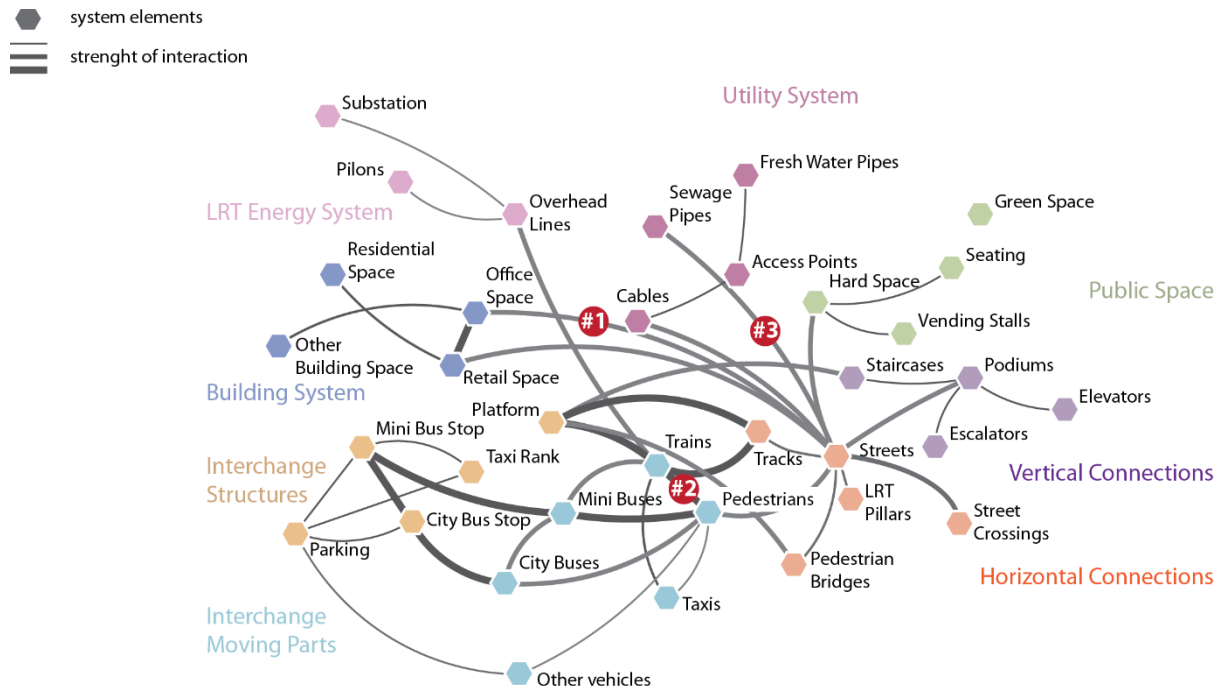 system elements
strenght of interaction
Utility System
Substation
Fresh Water Pipes
Pilons
Sewage
Pipes
Green Space
LRT Energy System
Overhead
Lines
Residential
Space
Office
Space
Access Points
Hard Space
Seating
Public Space
Cables
#1
#3
Vending Stalls
Other
Building Space
Retail Space
Staircases
Podiums
Building System
Elevators
Platform
Mini Bus Stop
Trains
Tracks
Streets
Escalators
Interchange
Structures
Taxi Rank
Vertical Connections
#2
Mini Buses
Pedestrians
LRT
Pillars
Street
Crossings
City Bus Stop
Parking
City Buses
Pedestrian
Bridges
Horizontal Connections
Taxis
Interchange
Moving Parts
Other vehicles